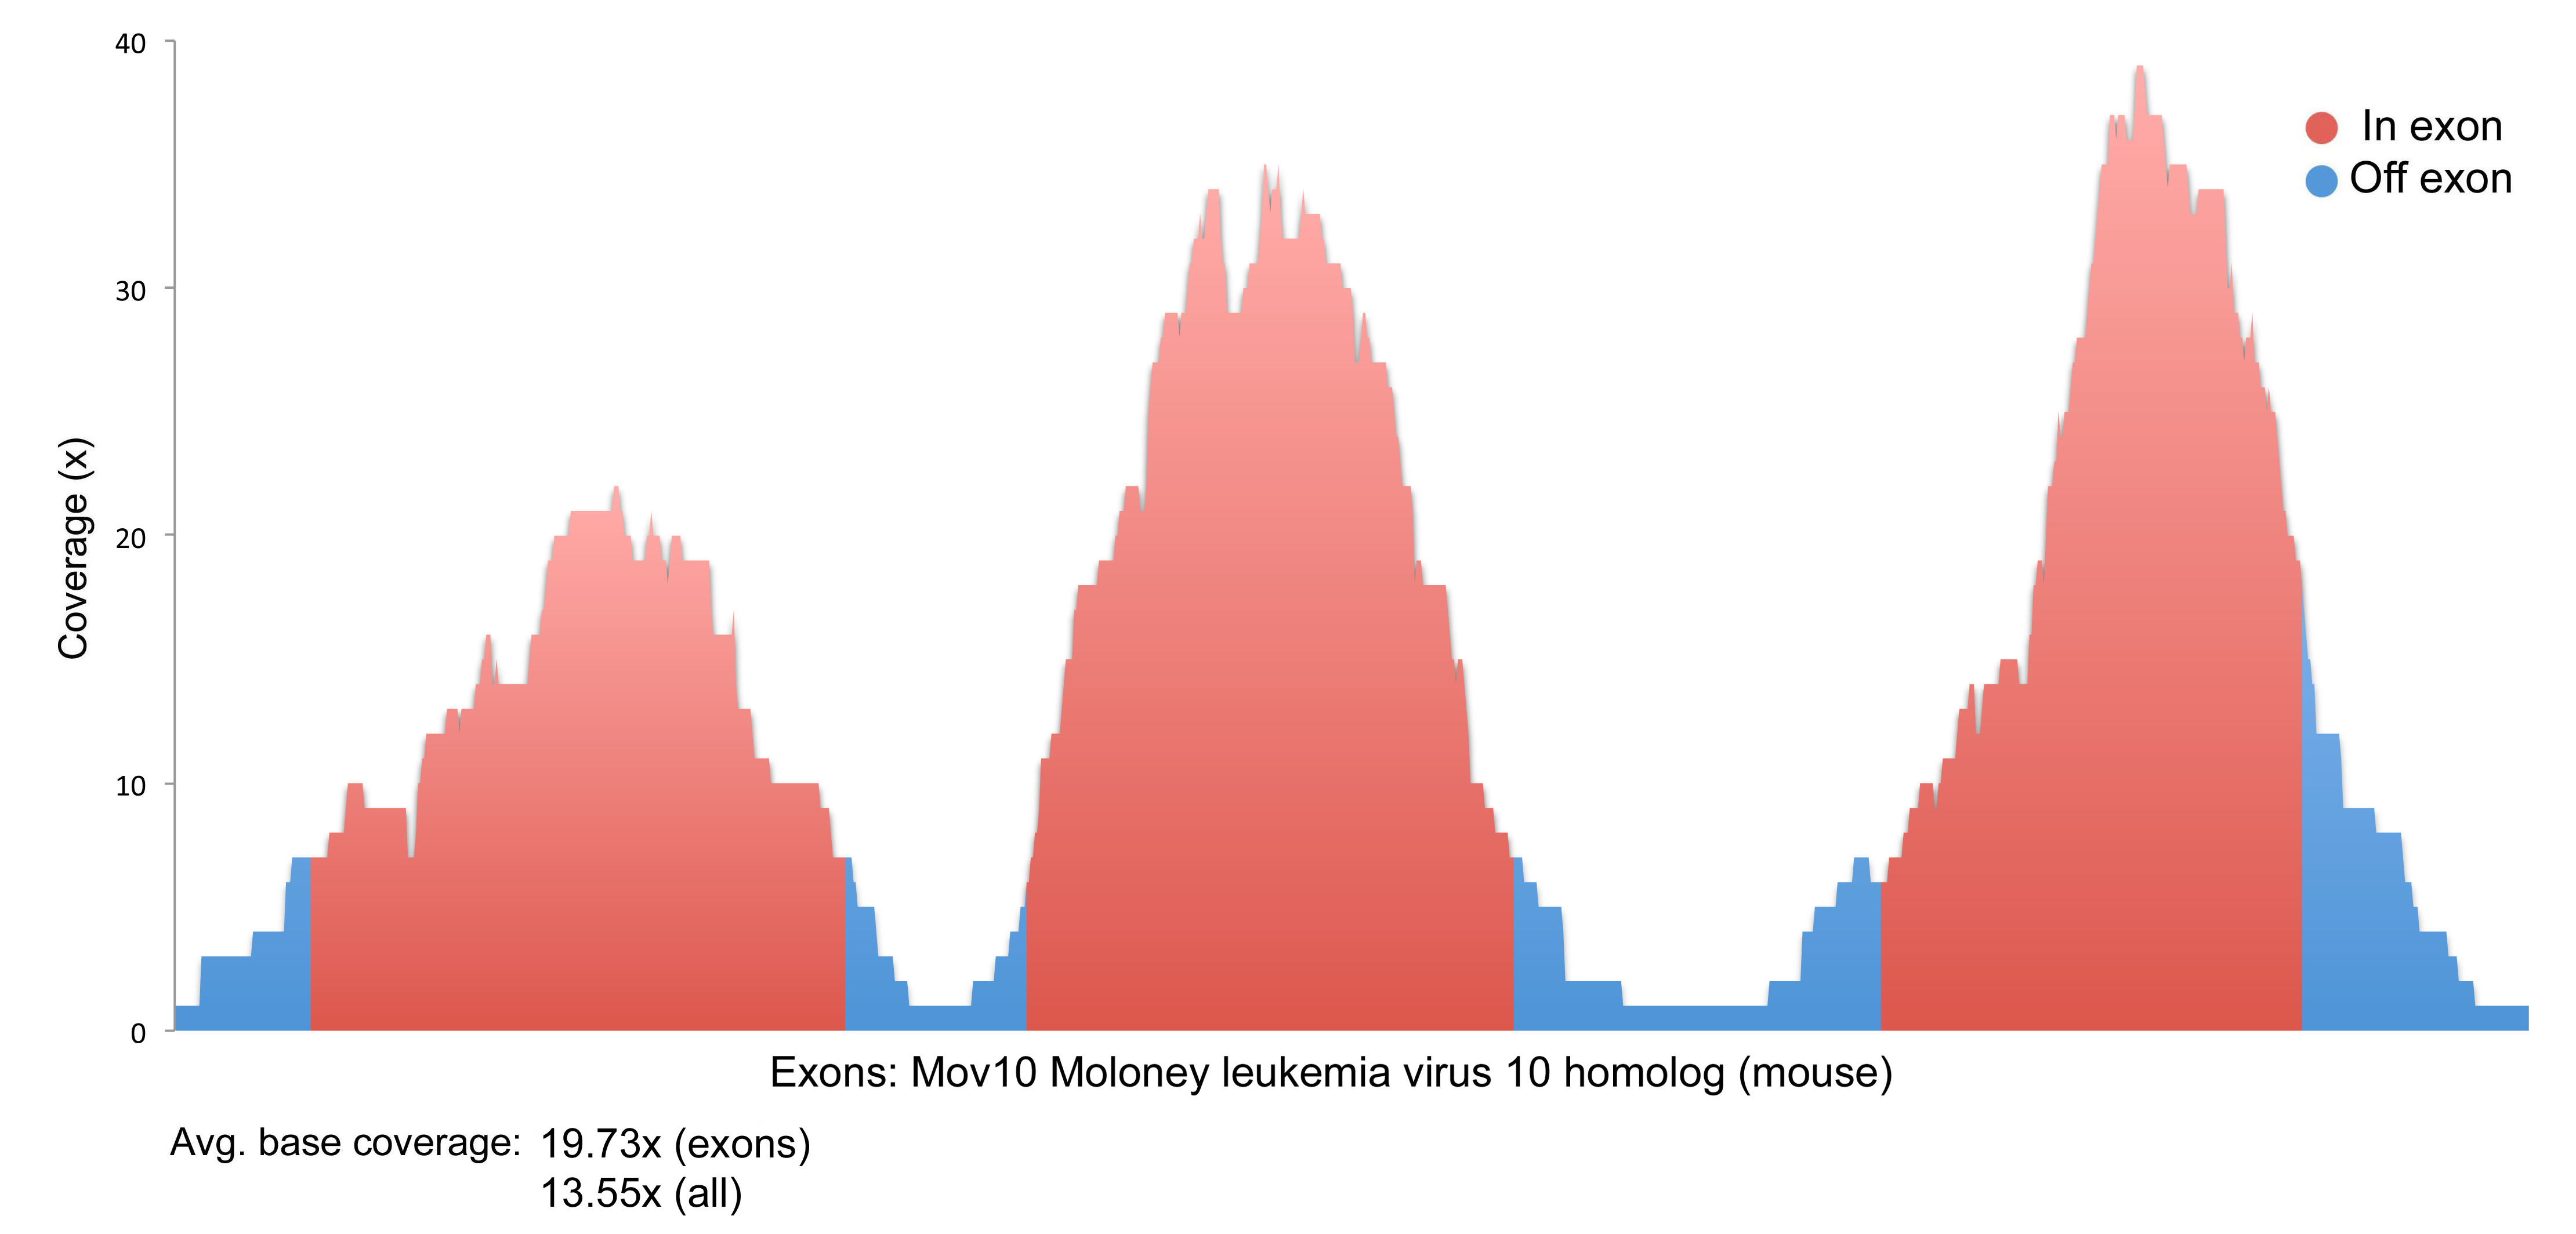 40
30
20
10
0
Coverage (x)
In exon
Off exon
Exons: Mov10 Moloney leukemia virus 10 homolog (mouse)
Avg. base coverage: 19.73x (exons)
13.55x (all)